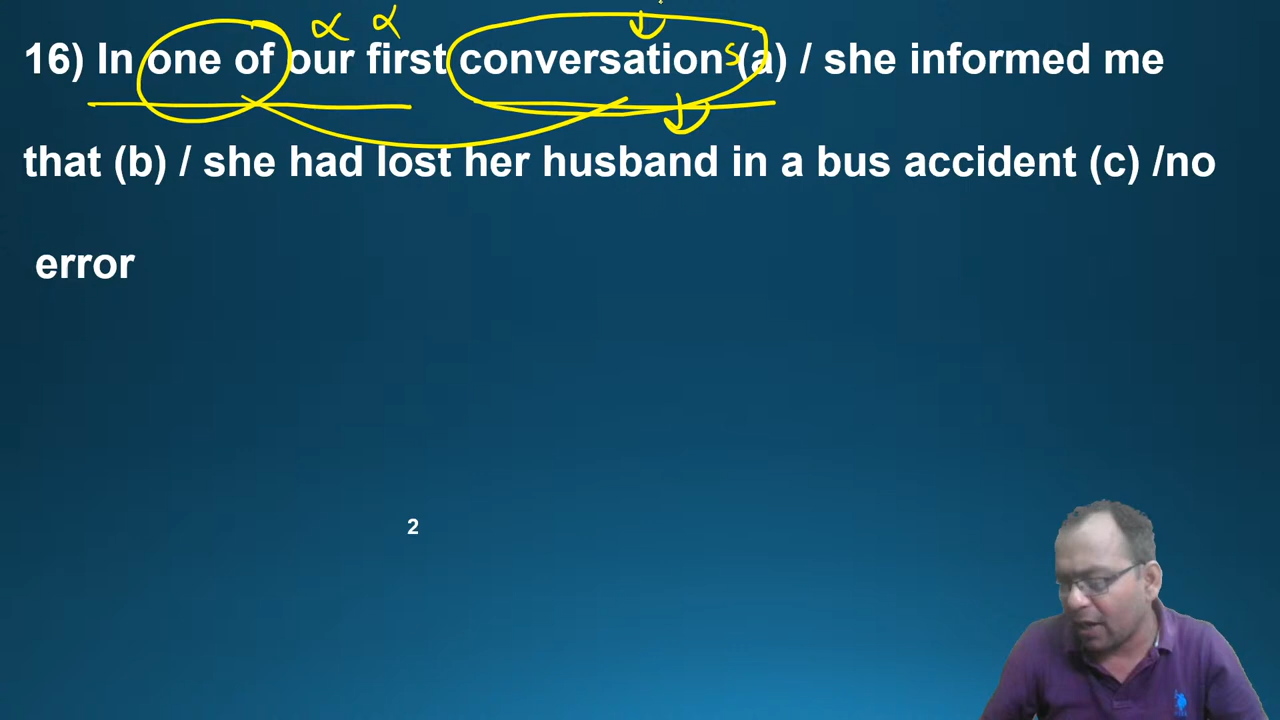 16) In one of our first conversations (a) / she informed me
that (b) / she had lost her husband in a bus accident (c) /no
error
2